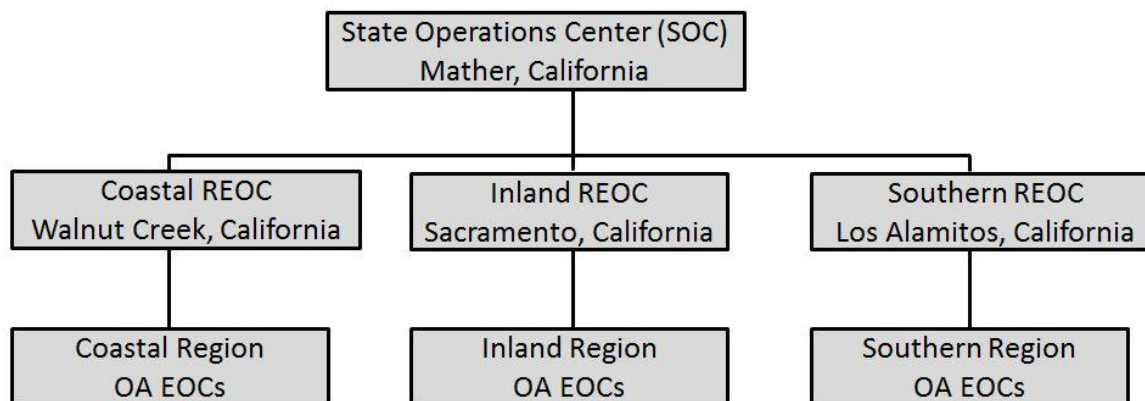 State Operations Center (SOC)
Mather, California
Coastal REOC
Walnut Creek, California
Inland REOC
Sacramento, California
Southern REOC
Los Alamitos, California
Coastal Region
OA EOCs
Inland Region
OA EOCs
Southern Region
OA EOCs